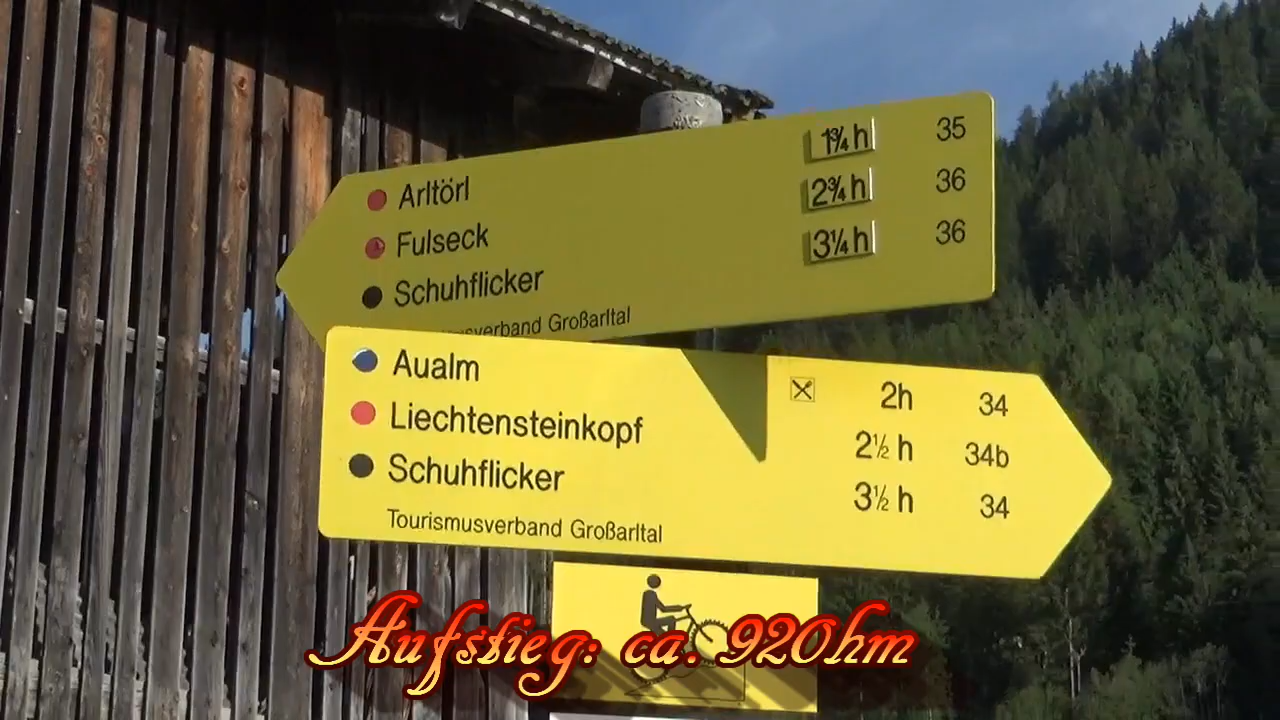 Arltörl 1¾ h 35
Fulseck 2¾ h 36
Schuhflicker 3¼ h 36
Großarltal
Aualm 2h 34
Liechtensteinkopf 2½ h 34b
Schuhflicker 3½ h 34
Tourismusverband Großarltal
Aufstieg: ca. 920hm